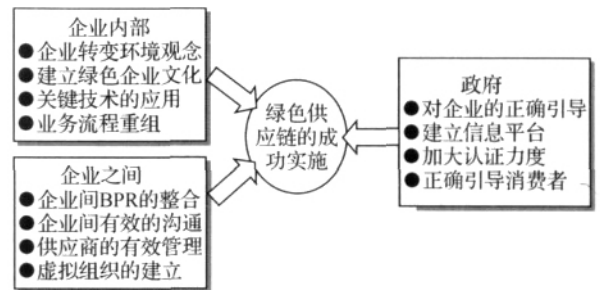 企业内部
●企业转变环境观念
●建立绿色企业文化
●关键技术的应用
●业务流程重组
企业之间
●企业间BPR的整合
●企业间有效的沟通
●供应商的有效管理
●虚拟组织的建立
绿色供
应链的成
功实施
政府
●对企业的正确引导
●建立信息平台
●加大认证力度
●正确引导消费者